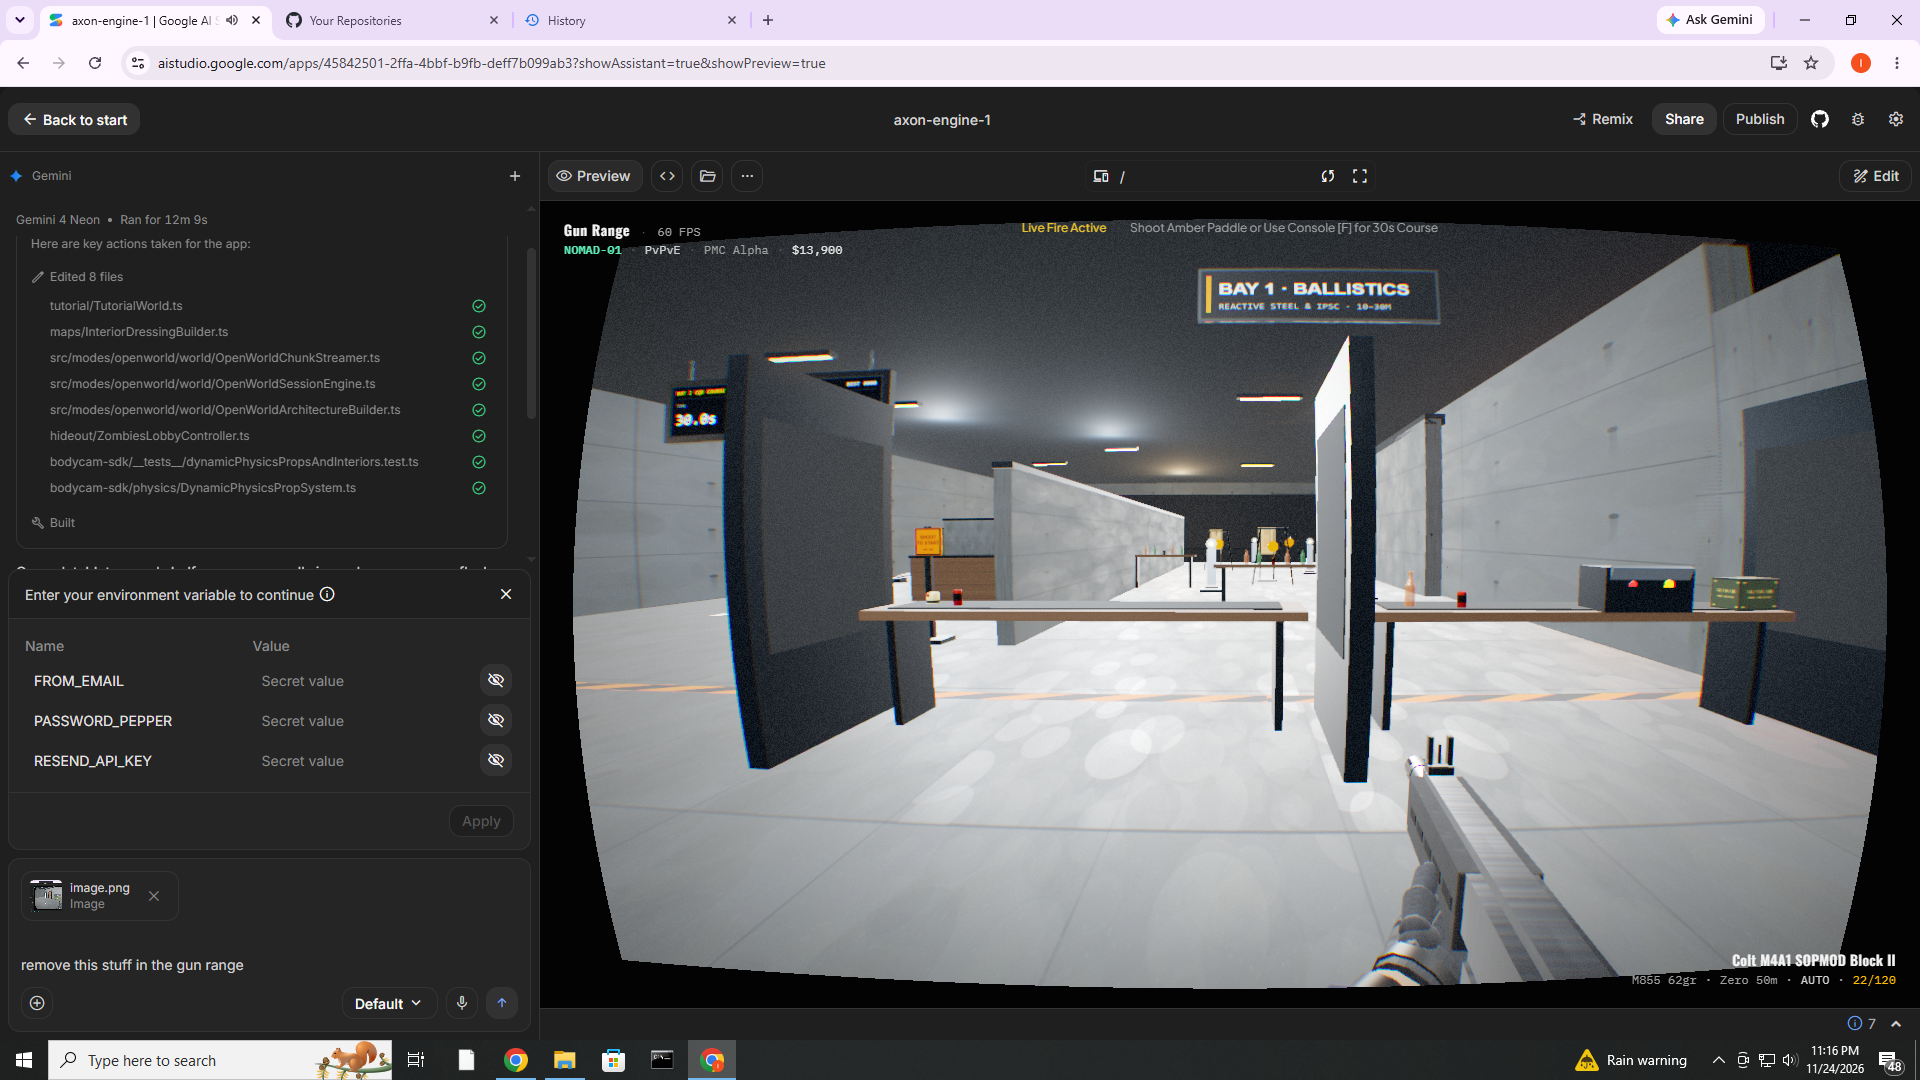 axon-engine-1 | Google AI S
Your Repositories
History
Ask Gemini
aistudio.google.com/apps/45842501-2ffa-4bbf-b9fb-deff7b099ab3?showAssistant=true&showPreview=true
I
Back to start
axon-engine-1
Remix
Share
Publish
Gemini
Preview
/
Edit
Gemini 4 Neon • Ran for 12m 9s
Here are key actions taken for the app:
Edited 8 files
tutorial/TutorialWorld.ts
maps/InteriorDressingBuilder.ts
src/modes/openworld/world/OpenWorldChunkStreamer.ts
src/modes/openworld/world/OpenWorldSessionEngine.ts
src/modes/openworld/world/OpenWorldArchitectureBuilder.ts
hideout/ZombiesLobbyController.ts
bodycam-sdk/__tests__/dynamicPhysicsPropsAndInteriors.test.ts
bodycam-sdk/physics/DynamicPhysicsPropSystem.ts
Built
Enter your environment variable to continue
Name Value
FROM_EMAIL Secret value
PASSWORD_PEPPER Secret value
RESEND_API_KEY Secret value
Apply
image.png
Image
remove this stuff in the gun range
Default
Gun Range · 60 FPS
NOMAD-01 · PvPvE · PMC Alpha · $13,900
Live Fire Active Shoot Amber Paddle or Use Console [F] for 30s Course
BAY 1 · BALLISTICS
REACTIVE STEEL & IPSC · 10-30M
30.0s
Colt M4A1 SOPMOD Block II
M855 62gr · Zero 50m · AUTO · 22/120
7
Type here to search
Rain warning
11:16 PM
11/24/2026
48